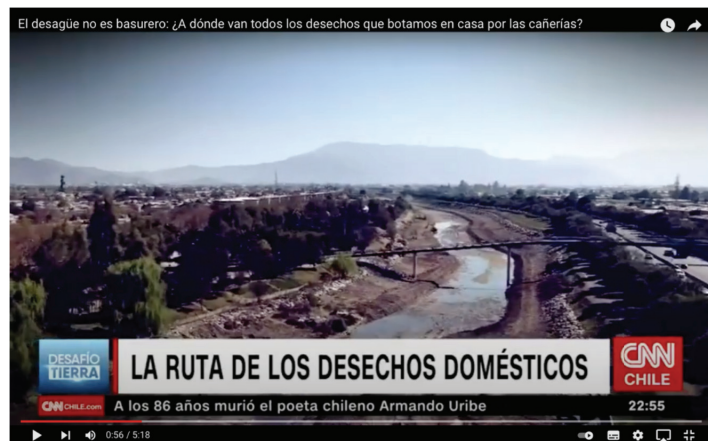 El desagüe no es basurero: ¿A dónde van todos los desechos que botamos en casa por las cañerías?
DESAFÍO
TIERRA
LA RUTA DE LOS DESECHOS DOMÉSTICOS
CNN
CHILE
CNN CHILE.com A los 86 años murió el poeta chileno Armando Uribe 22:55
0:56 / 5:18